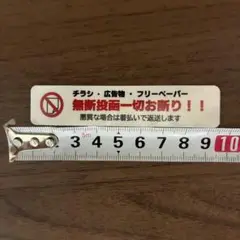 チラシ・広告物・フリーペーパー
無断投函一切お断り！！
悪質な場合は着払いで返送します
2 3 4 5 6 7 8 9 10